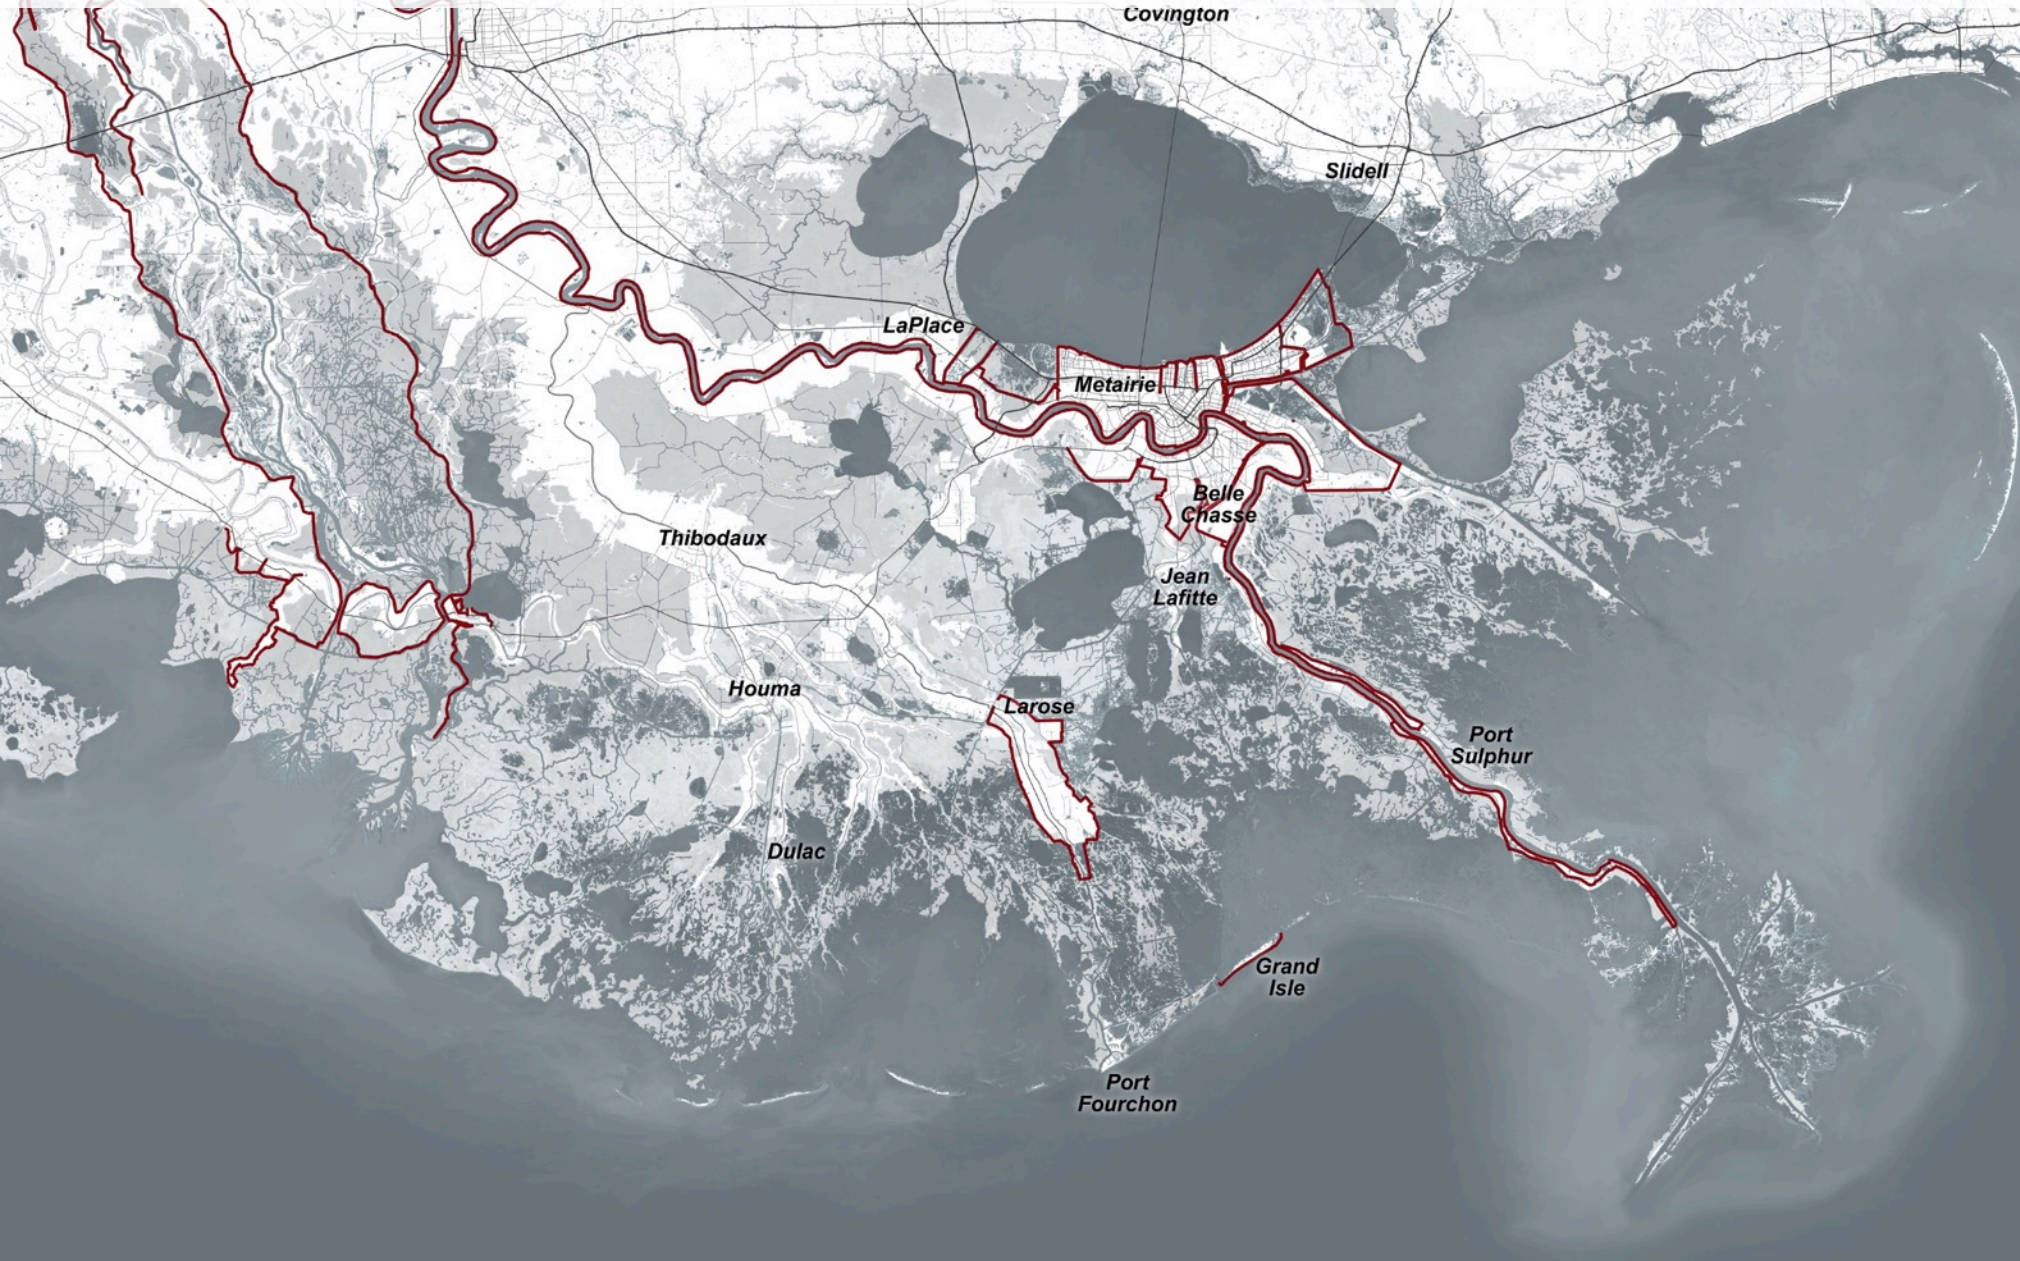 Covington
Slidell
LaPlace
Metairie
Belle
Chasse
Thibodaux
Jean
Lafitte
Houma
Larose
Port
Sulphur
Dulac
Grand
Isle
Port
Fourchon